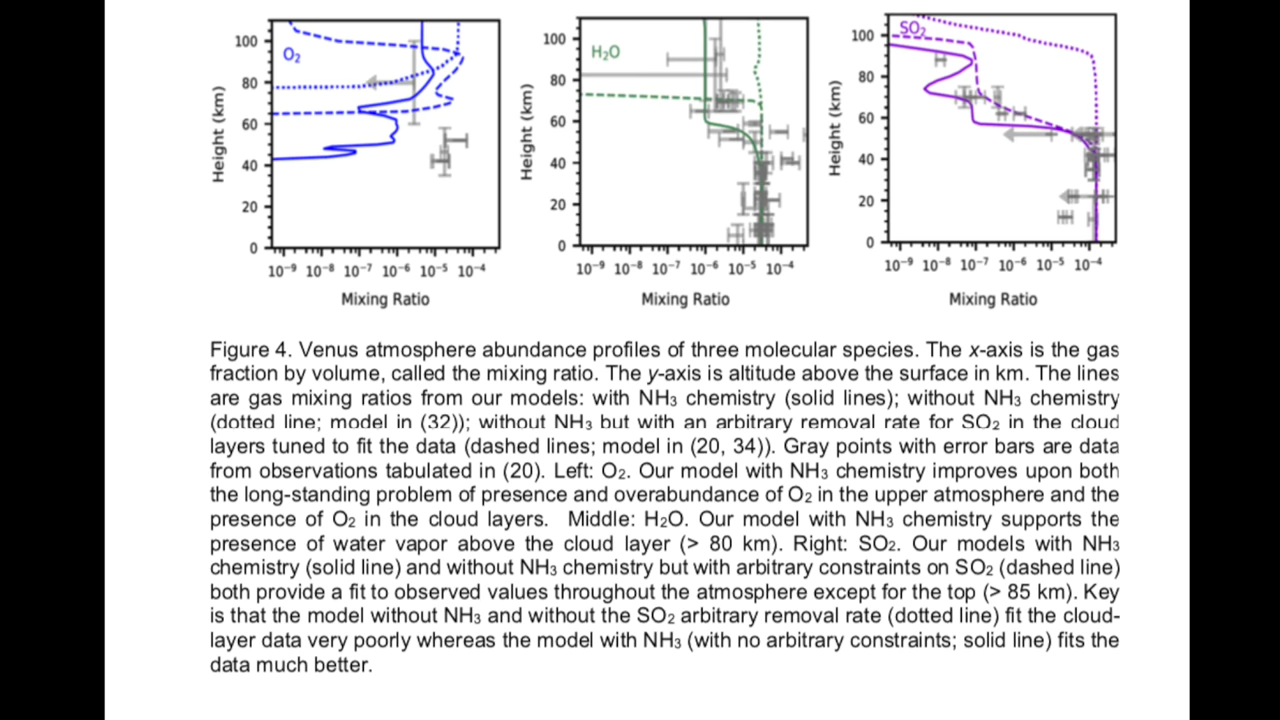 O₂
H₂O
SO₂
Height (km)
100
80
60
40
20
0
10⁻⁹ 10⁻⁸ 10⁻⁷ 10⁻⁶ 10⁻⁵ 10⁻⁴
Mixing Ratio
Height (km)
100
80
60
40
20
0
10⁻⁹ 10⁻⁸ 10⁻⁷ 10⁻⁶ 10⁻⁵ 10⁻⁴
Mixing Ratio
Height (km)
100
80
60
40
20
0
10⁻⁹ 10⁻⁸ 10⁻⁷ 10⁻⁶ 10⁻⁵ 10⁻⁴
Mixing Ratio
Figure 4. Venus atmosphere abundance profiles of three molecular species. The x-axis is the gas
fraction by volume, called the mixing ratio. The y-axis is altitude above the surface in km. The lines
are gas mixing ratios from our models: with NH₃ chemistry (solid lines); without NH₃ chemistry
(dotted line; model in (32)); without NH₃ but with an arbitrary removal rate for SO₂ in the cloud
layers tuned to fit the data (dashed lines; model in (20, 34)). Gray points with error bars are data
from observations tabulated in (20). Left: O₂. Our model with NH₃ chemistry improves upon both
the long-standing problem of presence and overabundance of O₂ in the upper atmosphere and the
presence of O₂ in the cloud layers. Middle: H₂O. Our model with NH₃ chemistry supports the
presence of water vapor above the cloud layer (> 80 km). Right: SO₂. Our models with NH₃
chemistry (solid line) and without NH₃ chemistry but with arbitrary constraints on SO₂ (dashed line)
both provide a fit to observed values throughout the atmosphere except for the top (> 85 km). Key
is that the model without NH₃ and without the SO₂ arbitrary removal rate (dotted line) fit the cloud-
layer data very poorly whereas the model with NH₃ (with no arbitrary constraints; solid line) fits the
data much better.